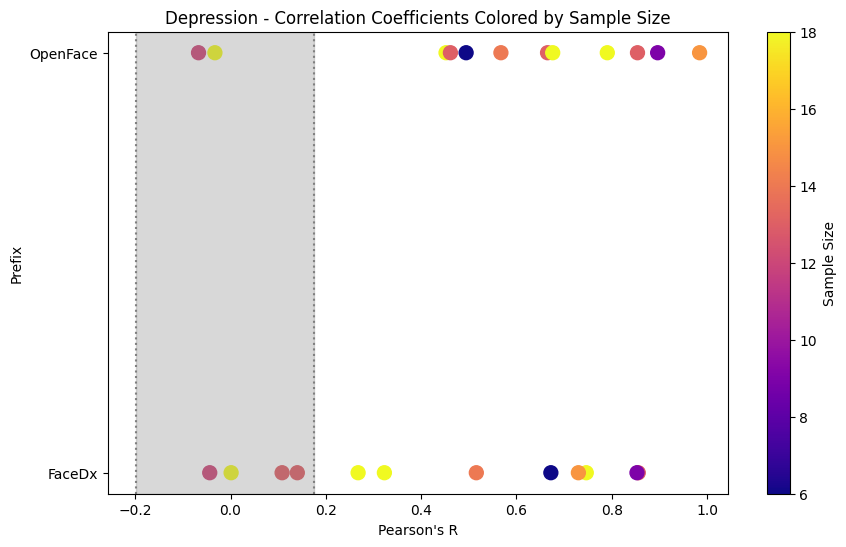 Depression - Correlation Coefficients Colored by Sample Size
OpenFace
FaceDx
Prefix
−0.2
0.0
0.2
0.4
0.6
0.8
1.0
Pearson's R
18
16
14
12
10
8
6
Sample Size